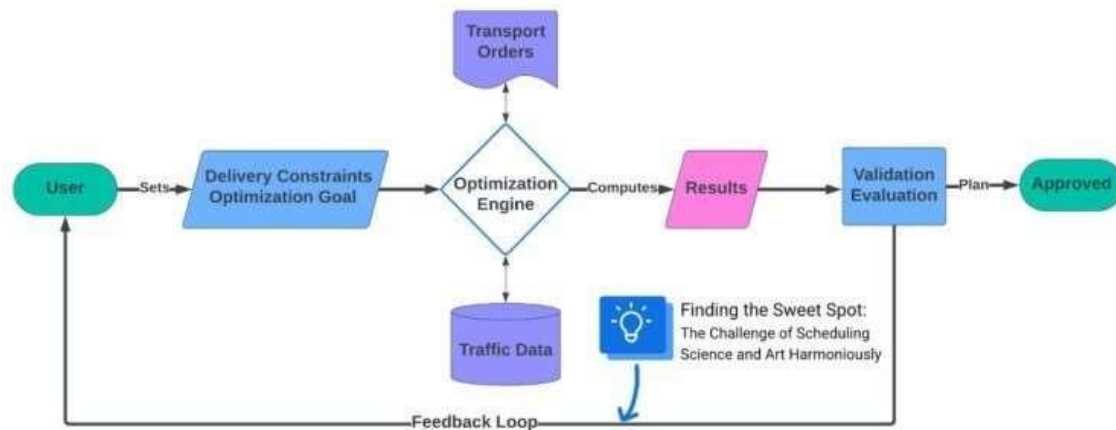 Transport
Orders
User
Sets
Delivery Constraints
Optimization Goal
Optimization
Engine
Computes
Results
Validation
Evaluation
Plan
Approved
Traffic Data
Finding the Sweet Spot:
The Challenge of Scheduling
Science and Art Harmoniously
Feedback Loop